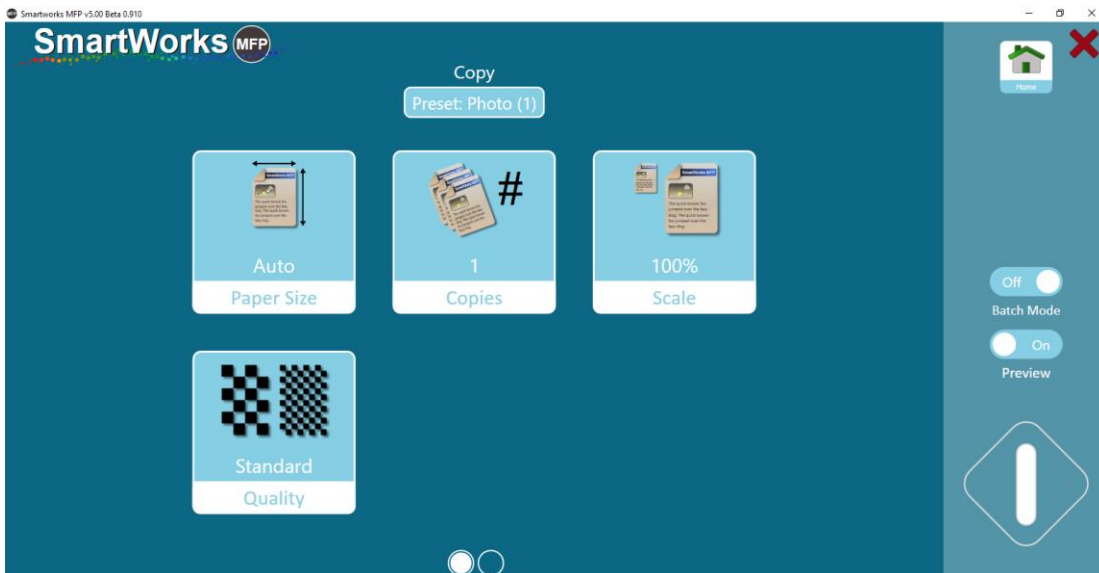 Smartworks MFP v5.00 Beta 0.910
SmartWorks MFP
Copy
Preset: Photo (1)
Home
Auto
Paper Size
#
1
Copies
100%
Scale
Off
Batch Mode
On
Preview
Standard
Quality